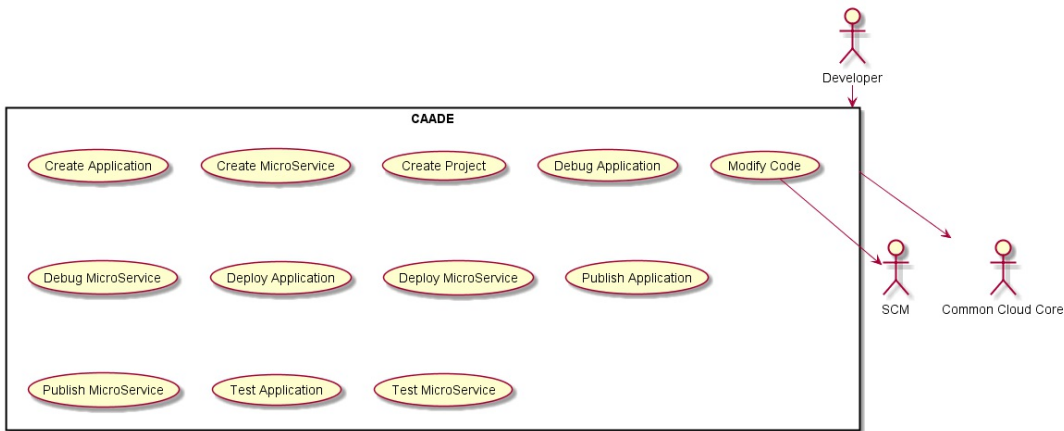 Developer
CAADE
Create Application
Create MicroService
Create Project
Debug Application
Modify Code
Debug MicroService
Deploy Application
Deploy MicroService
Publish Application
SCM
Common Cloud Core
Publish MicroService
Test Application
Test MicroService